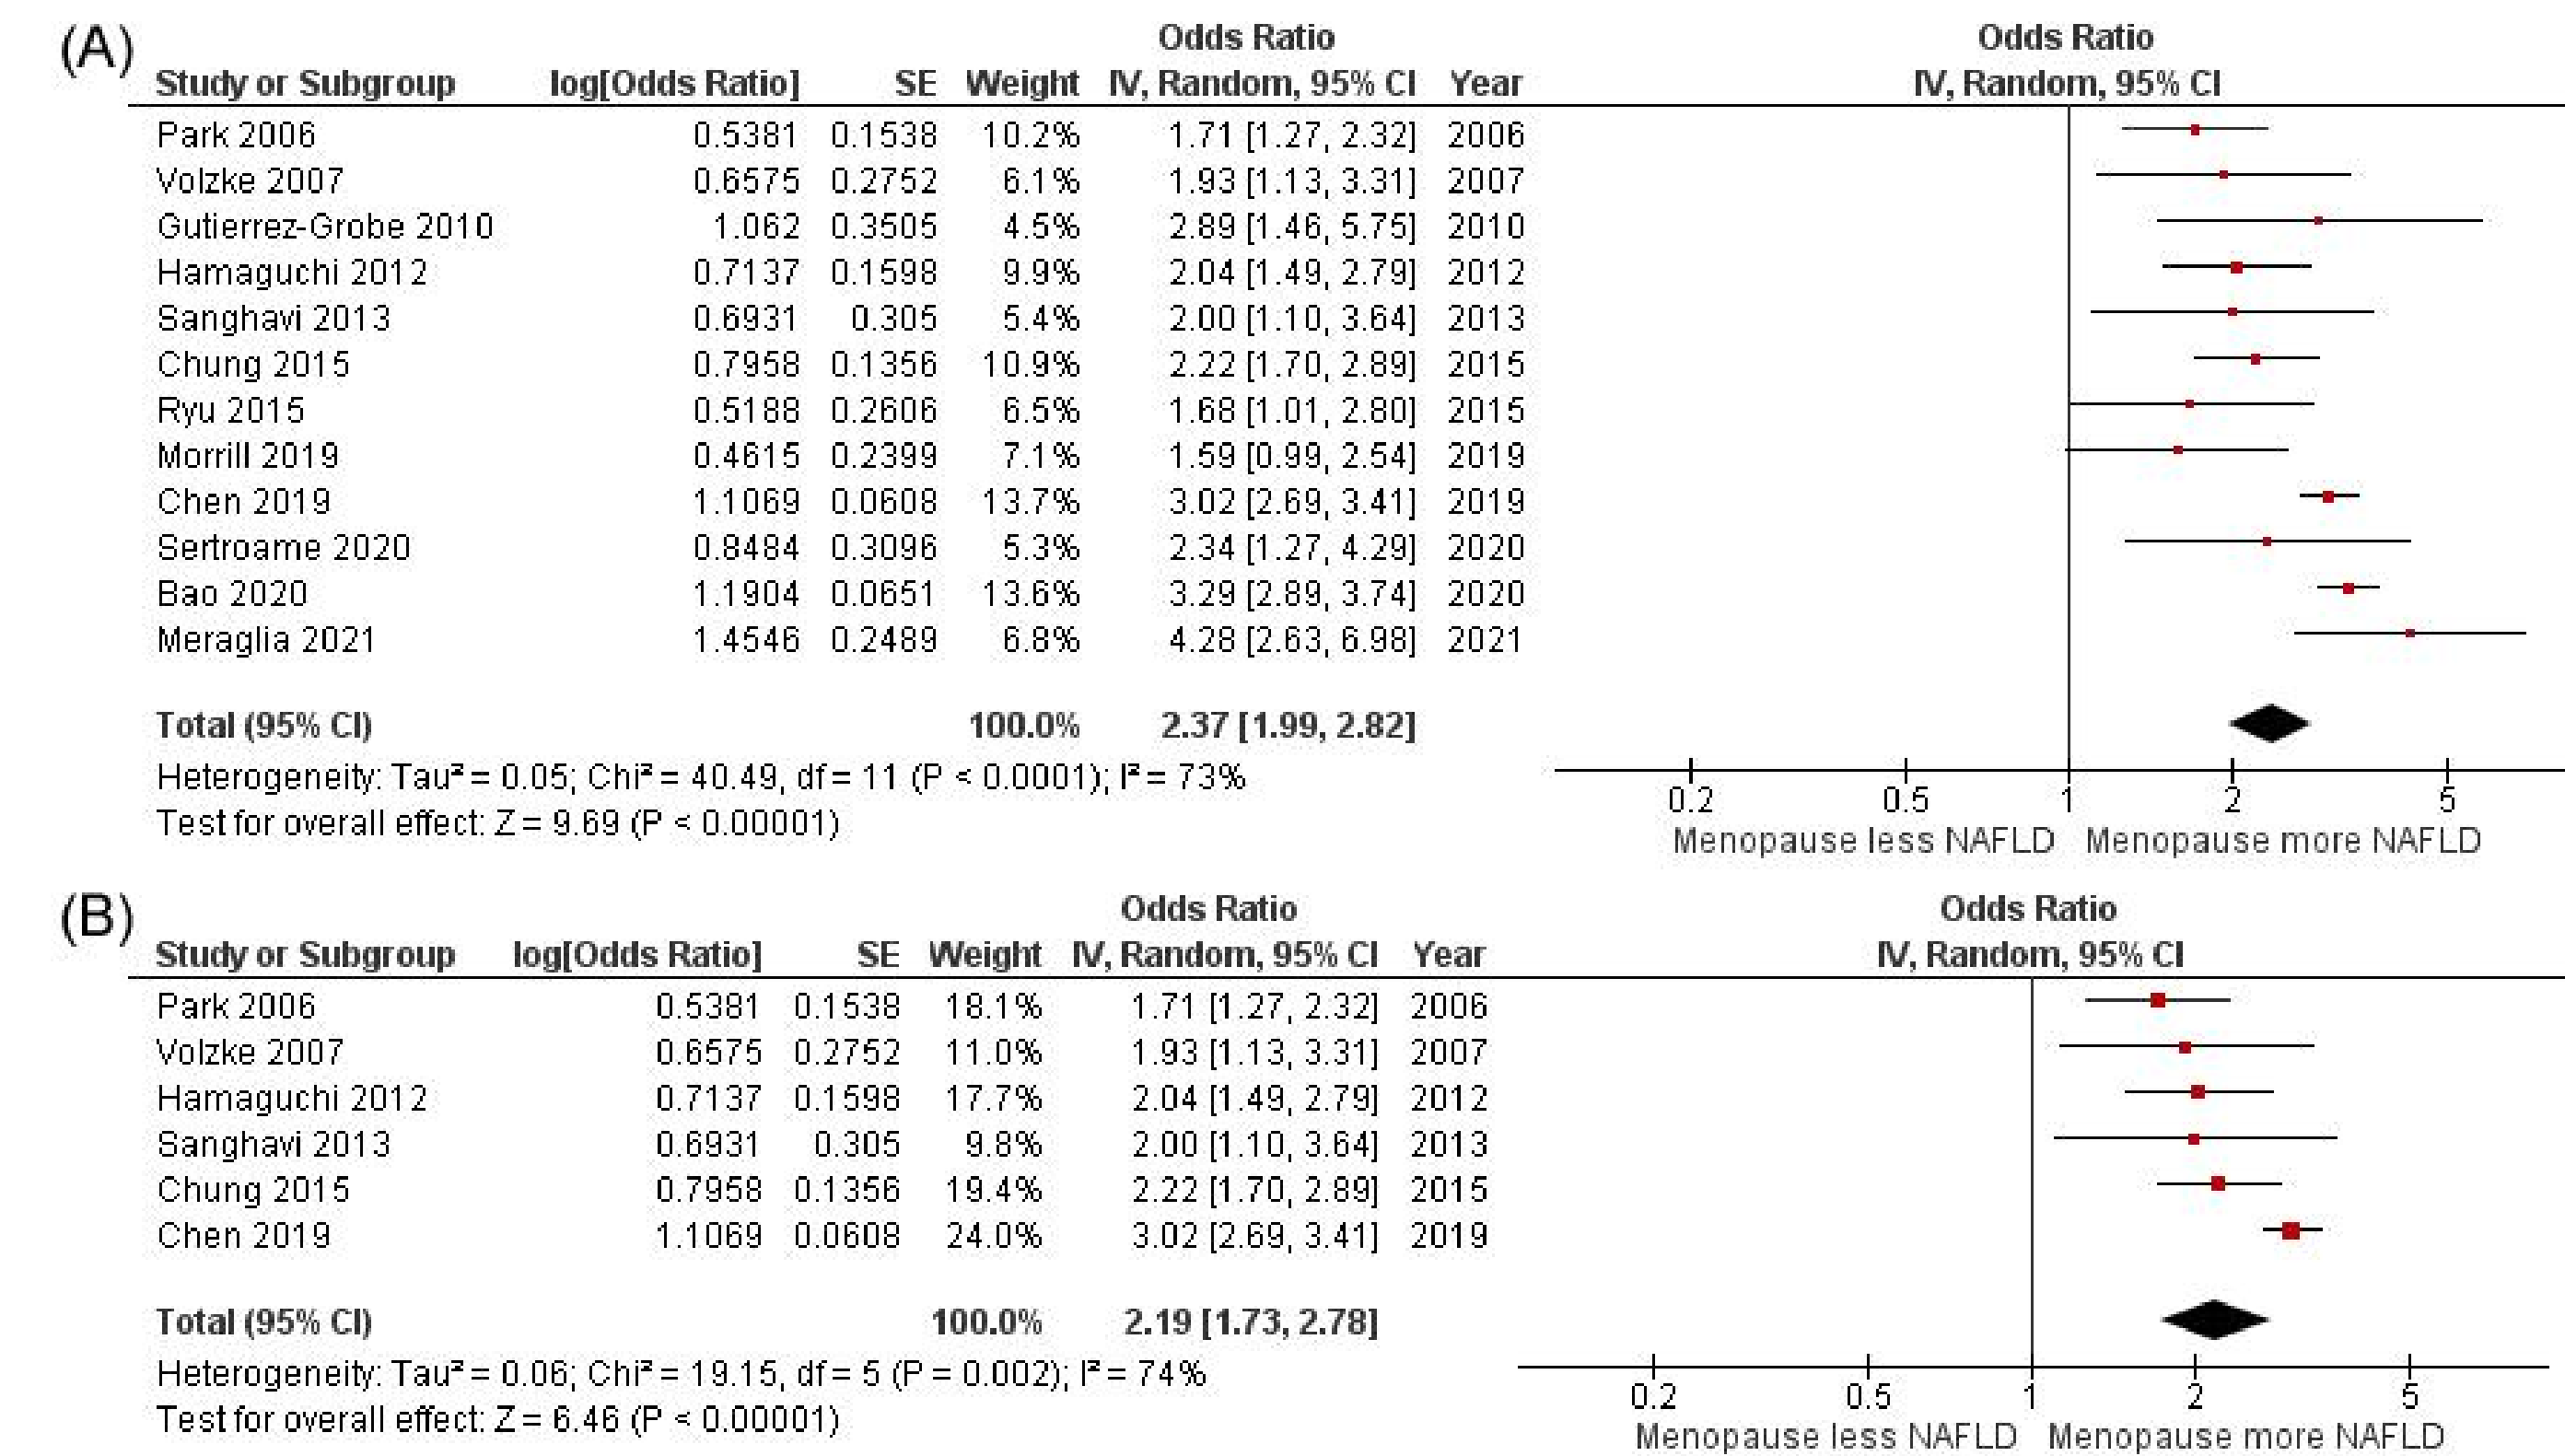 (A)
Odds Ratio Odds Ratio
Study or Subgroup log[Odds Ratio] SE Weight IV, Random, 95% CI Year IV, Random, 95% CI
Park 2006 0.5381 0.1538 10.2% 1.71 [1.27, 2.32] 2006
Volzke 2007 0.6575 0.2752 6.1% 1.93 [1.13, 3.31] 2007
Gutierrez-Grobe 2010 1.062 0.3505 4.5% 2.89 [1.46, 5.75] 2010
Hamaguchi 2012 0.7137 0.1598 9.9% 2.04 [1.49, 2.79] 2012
Sanghavi 2013 0.6931 0.305 5.4% 2.00 [1.10, 3.64] 2013
Chung 2015 0.7958 0.1356 10.9% 2.22 [1.70, 2.89] 2015
Ryu 2015 0.5188 0.2606 6.5% 1.68 [1.01, 2.80] 2015
Morrill 2019 0.4615 0.2399 7.1% 1.59 [0.99, 2.54] 2019
Chen 2019 1.1069 0.0608 13.7% 3.02 [2.69, 3.41] 2019
Sertroame 2020 0.8484 0.3096 5.3% 2.34 [1.27, 4.29] 2020
Bao 2020 1.1904 0.0651 13.6% 3.29 [2.89, 3.74] 2020
Meraglia 2021 1.4546 0.2489 6.8% 4.28 [2.63, 6.98] 2021
Total (95% CI) 100.0% 2.37 [1.99, 2.82]
Heterogeneity: Tau² = 0.05; Chi² = 40.49, df = 11 (P < 0.0001); I² = 73%
Test for overall effect: Z = 9.69 (P < 0.00001)
0.2 0.5 1 2 5
Menopause less NAFLD Menopause more NAFLD
(B)
Odds Ratio Odds Ratio
Study or Subgroup log[Odds Ratio] SE Weight IV, Random, 95% CI Year IV, Random, 95% CI
Park 2006 0.5381 0.1538 18.1% 1.71 [1.27, 2.32] 2006
Volzke 2007 0.6575 0.2752 11.0% 1.93 [1.13, 3.31] 2007
Hamaguchi 2012 0.7137 0.1598 17.7% 2.04 [1.49, 2.79] 2012
Sanghavi 2013 0.6931 0.305 9.8% 2.00 [1.10, 3.64] 2013
Chung 2015 0.7958 0.1356 19.4% 2.22 [1.70, 2.89] 2015
Chen 2019 1.1069 0.0608 24.0% 3.02 [2.69, 3.41] 2019
Total (95% CI) 100.0% 2.19 [1.73, 2.78]
Heterogeneity: Tau² = 0.06; Chi² = 19.15, df = 5 (P = 0.002); I² = 74%
Test for overall effect: Z = 6.46 (P < 0.00001)
0.2 0.5 1 2 5
Menopause less NAFLD Menopause more NAFLD